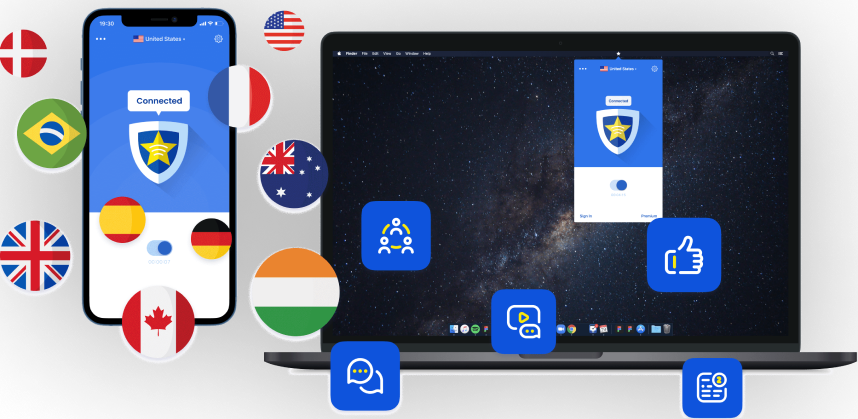 19:30
United States
Connected
Finder File Edit View Go Window Help
United States
Connected
Sign in Premium